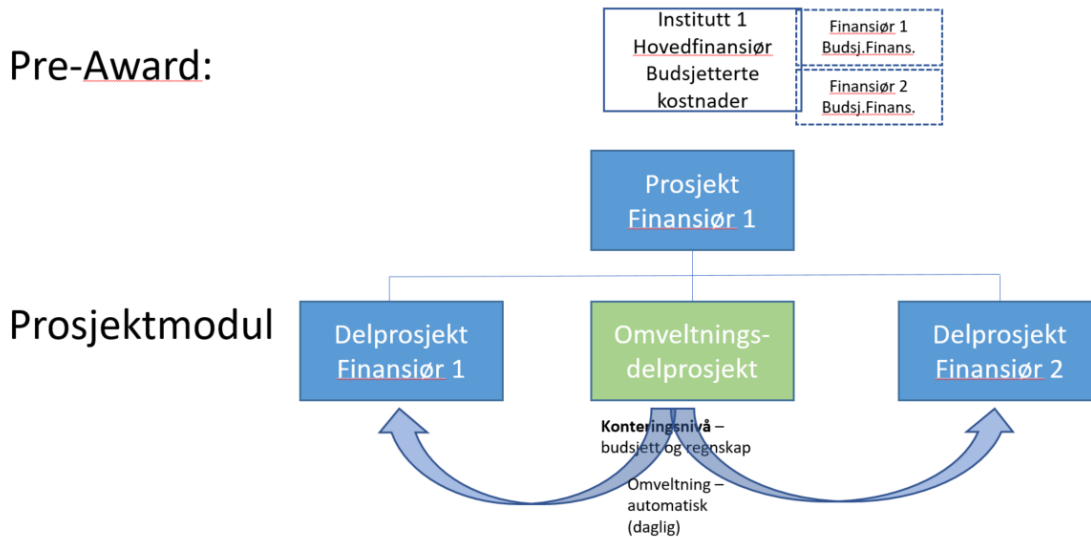 Pre-Award:
Institutt 1
Hovedfinansiør
Budsjetterte
kostnader
Finansiør 1
Budsj.Finans.
Finansiør 2
Budsj.Finans.
Prosjekt
Finansiør 1
Prosjektmodul
Delprosjekt
Finansiør 1
Omveltnings-
delprosjekt
Delprosjekt
Finansiør 2
Konteringsnivå –
budsjett og regnskap
Omveltning –
automatisk
(daglig)